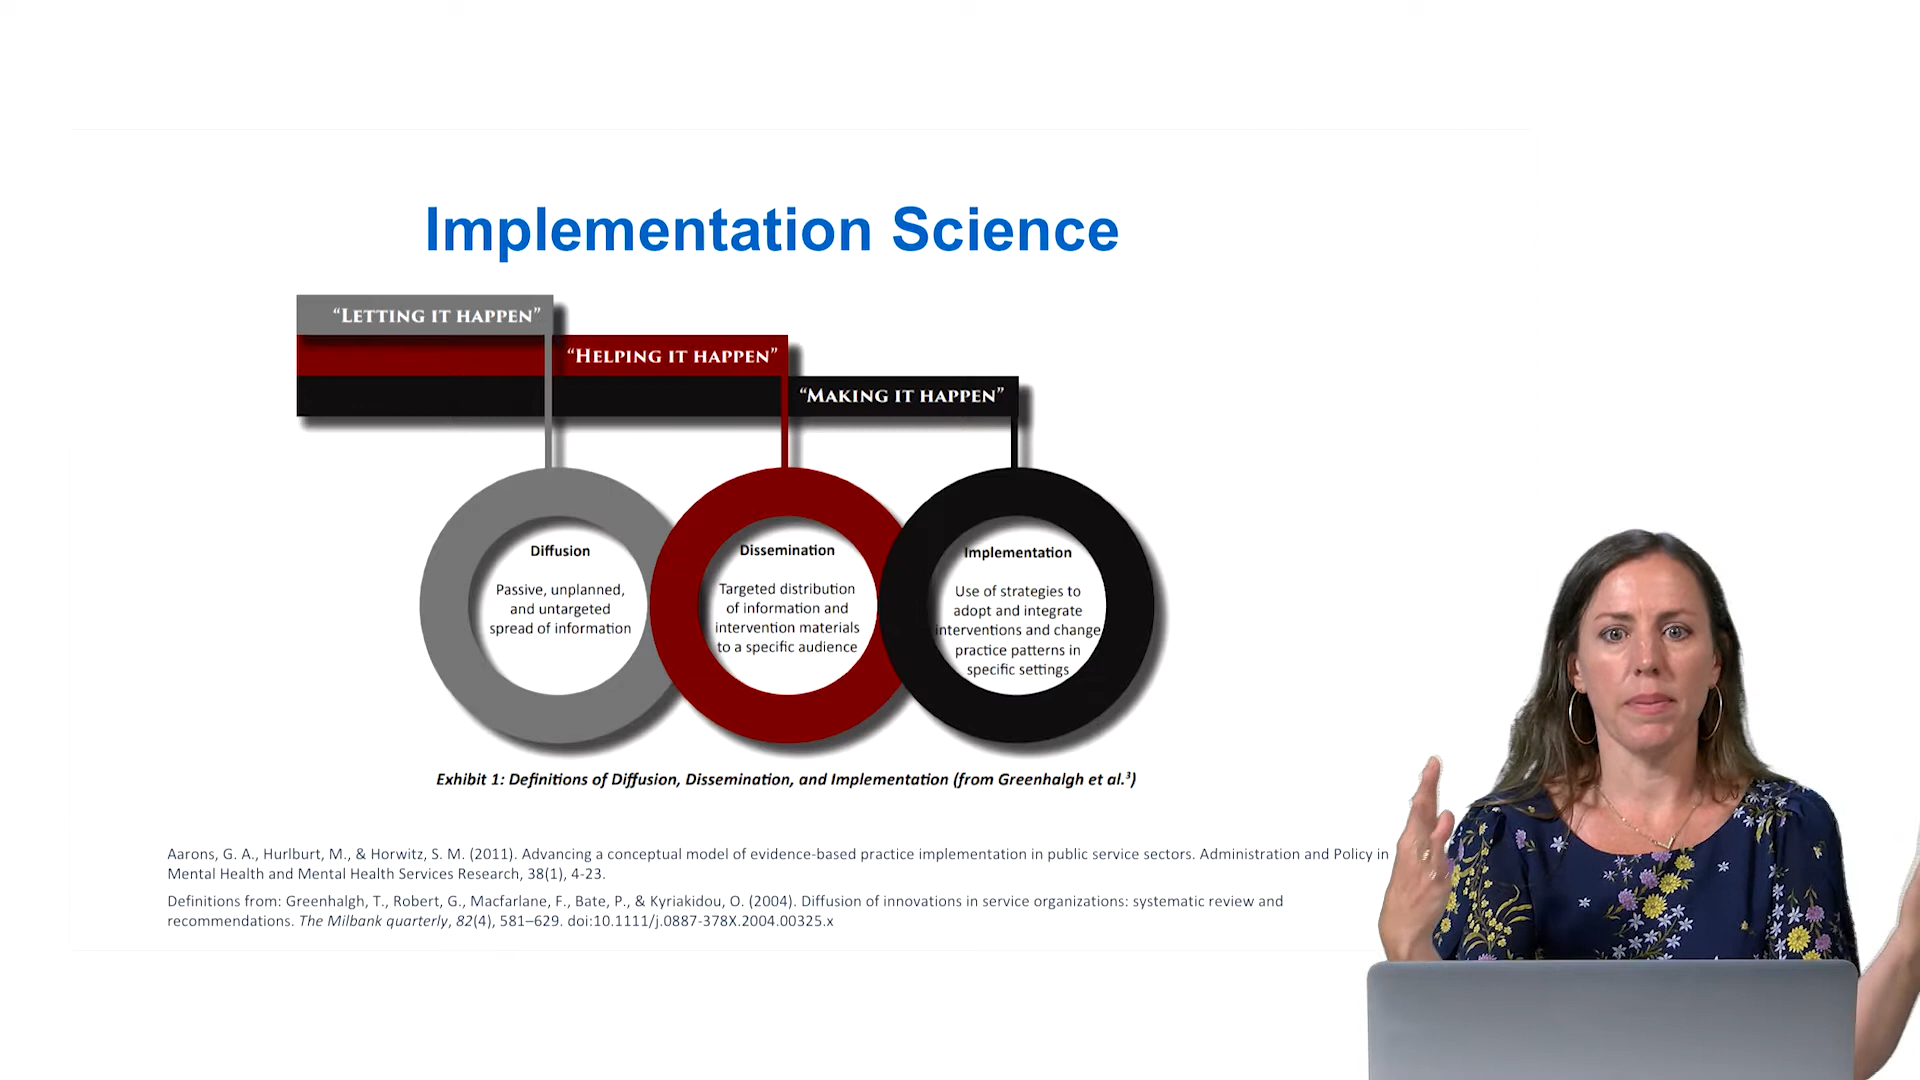 Implementation Science
“LETTING IT HAPPEN”
“HELPING IT HAPPEN”
“MAKING IT HAPPEN”
Diffusion
Passive, unplanned,
and untargeted
spread of information
Dissemination
Targeted distribution
of information and
intervention materials
to a specific audience
Implementation
Use of strategies to
adopt and integrate
interventions and change
practice patterns in
specific settings
Exhibit 1: Definitions of Diffusion, Dissemination, and Implementation (from Greenhalgh et al.³)
Aarons, G. A., Hurlburt, M., & Horwitz, S. M. (2011). Advancing a conceptual model of evidence-based practice implementation in public service sectors. Administration and Policy in
Mental Health and Mental Health Services Research, 38(1), 4-23.
Definitions from: Greenhalgh, T., Robert, G., Macfarlane, F., Bate, P., & Kyriakidou, O. (2004). Diffusion of innovations in service organizations: systematic review and
recommendations. The Milbank quarterly, 82(4), 581–629. doi:10.1111/j.0887-378X.2004.00325.x